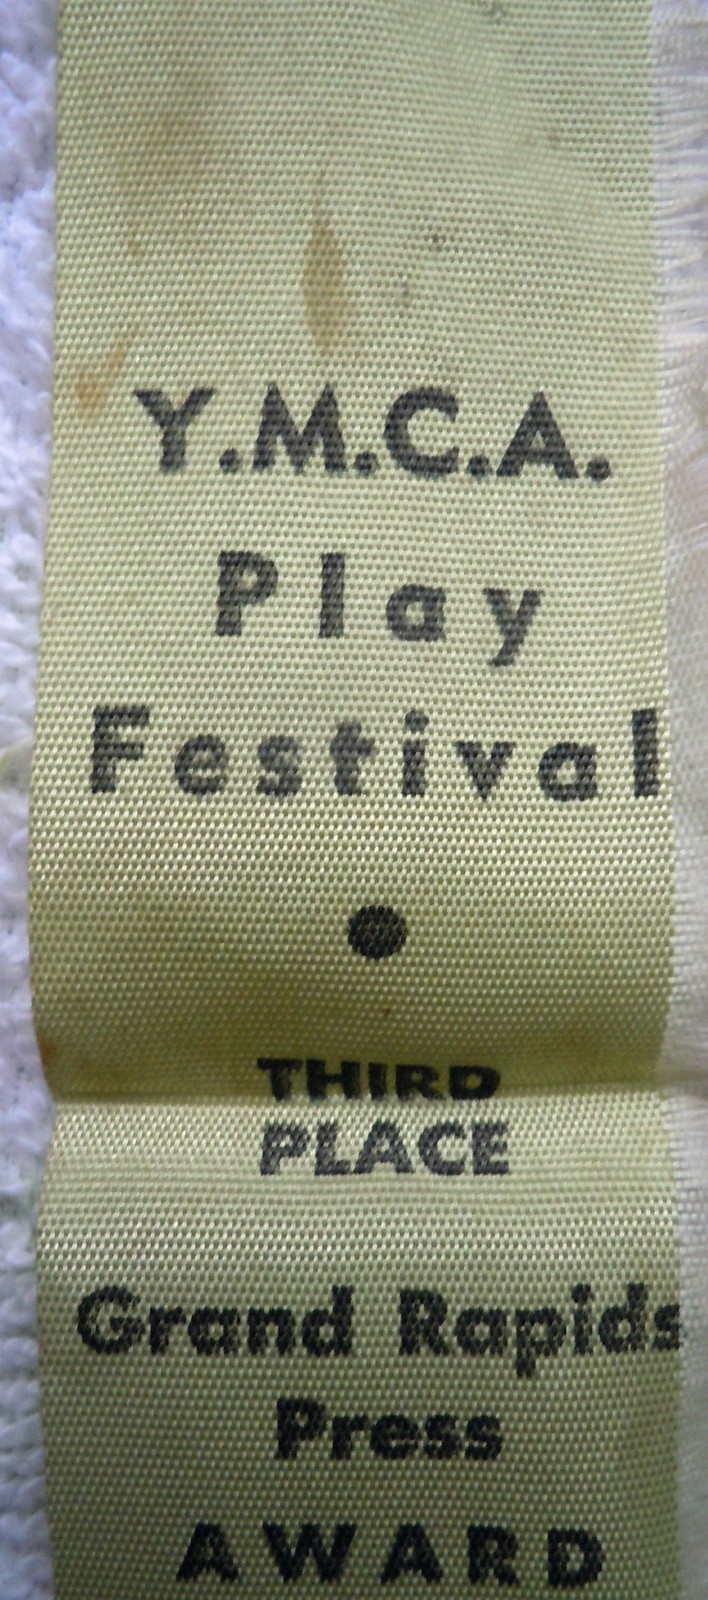 Y.M.C.A.
Play
Festival
THIRD
PLACE
Grand Rapids
Press
AWARD